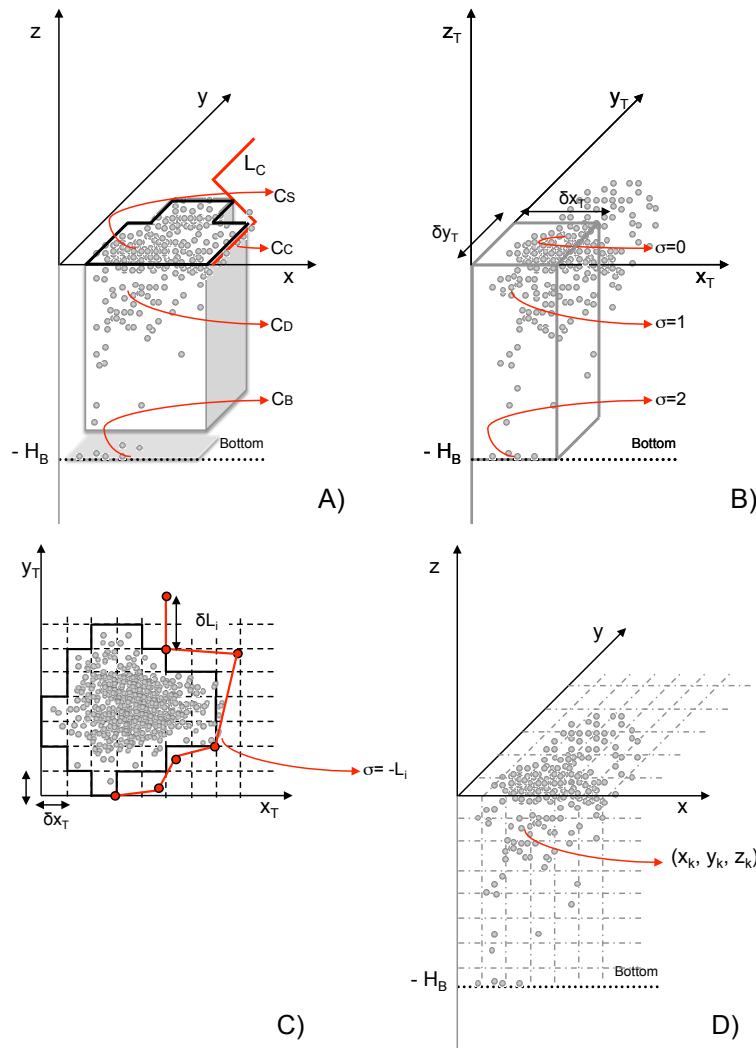 z
y
L_C
C_S
C_C
x
C_D
C_B
Bottom
- H_B
A)
z_T
y_T
δx_T
δy_T
σ=0
x_T
σ=1
σ=2
Bottom
- H_B
B)
y_T
δL_i
σ= -L_i
δx_T
x_T
C)
z
y
x
(x_k, y_k, z_k)
Bottom
- H_B
D)